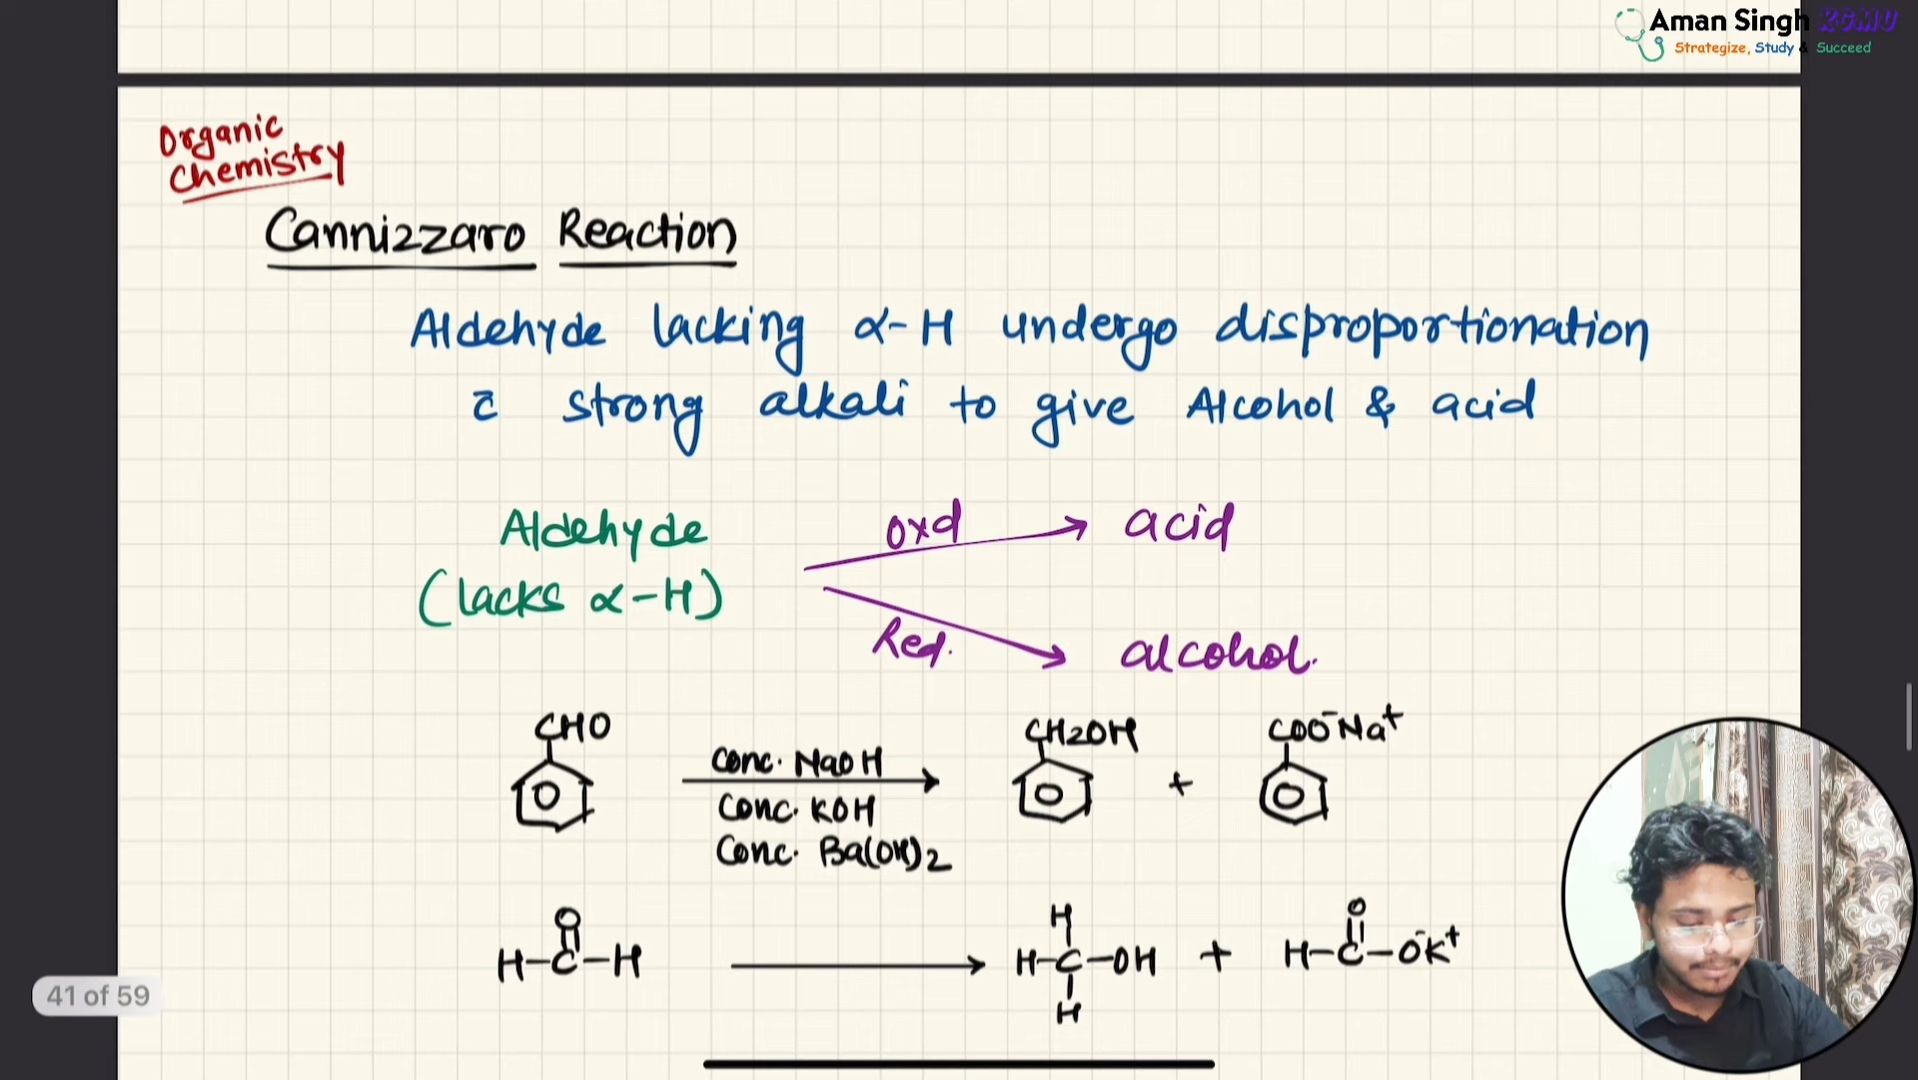 Aman Singh KGMU
Strategize, Study & Succeed
Organic
Chemistry
Cannizzaro Reaction
Aldehyde lacking α-H undergo disproportionation
c̄ strong alkali to give Alcohol & acid
Aldehyde
(lacks α-H)
oxd
acid
Red.
alcohol.
CHO
Conc. NaOH
Conc. KOH
Conc. Ba(OH)2
CH2OH
+
COO⁻Na⁺
O
H-C-H
H
H-C-OH
H
+
O
H-C-O⁻K⁺
41 of 59